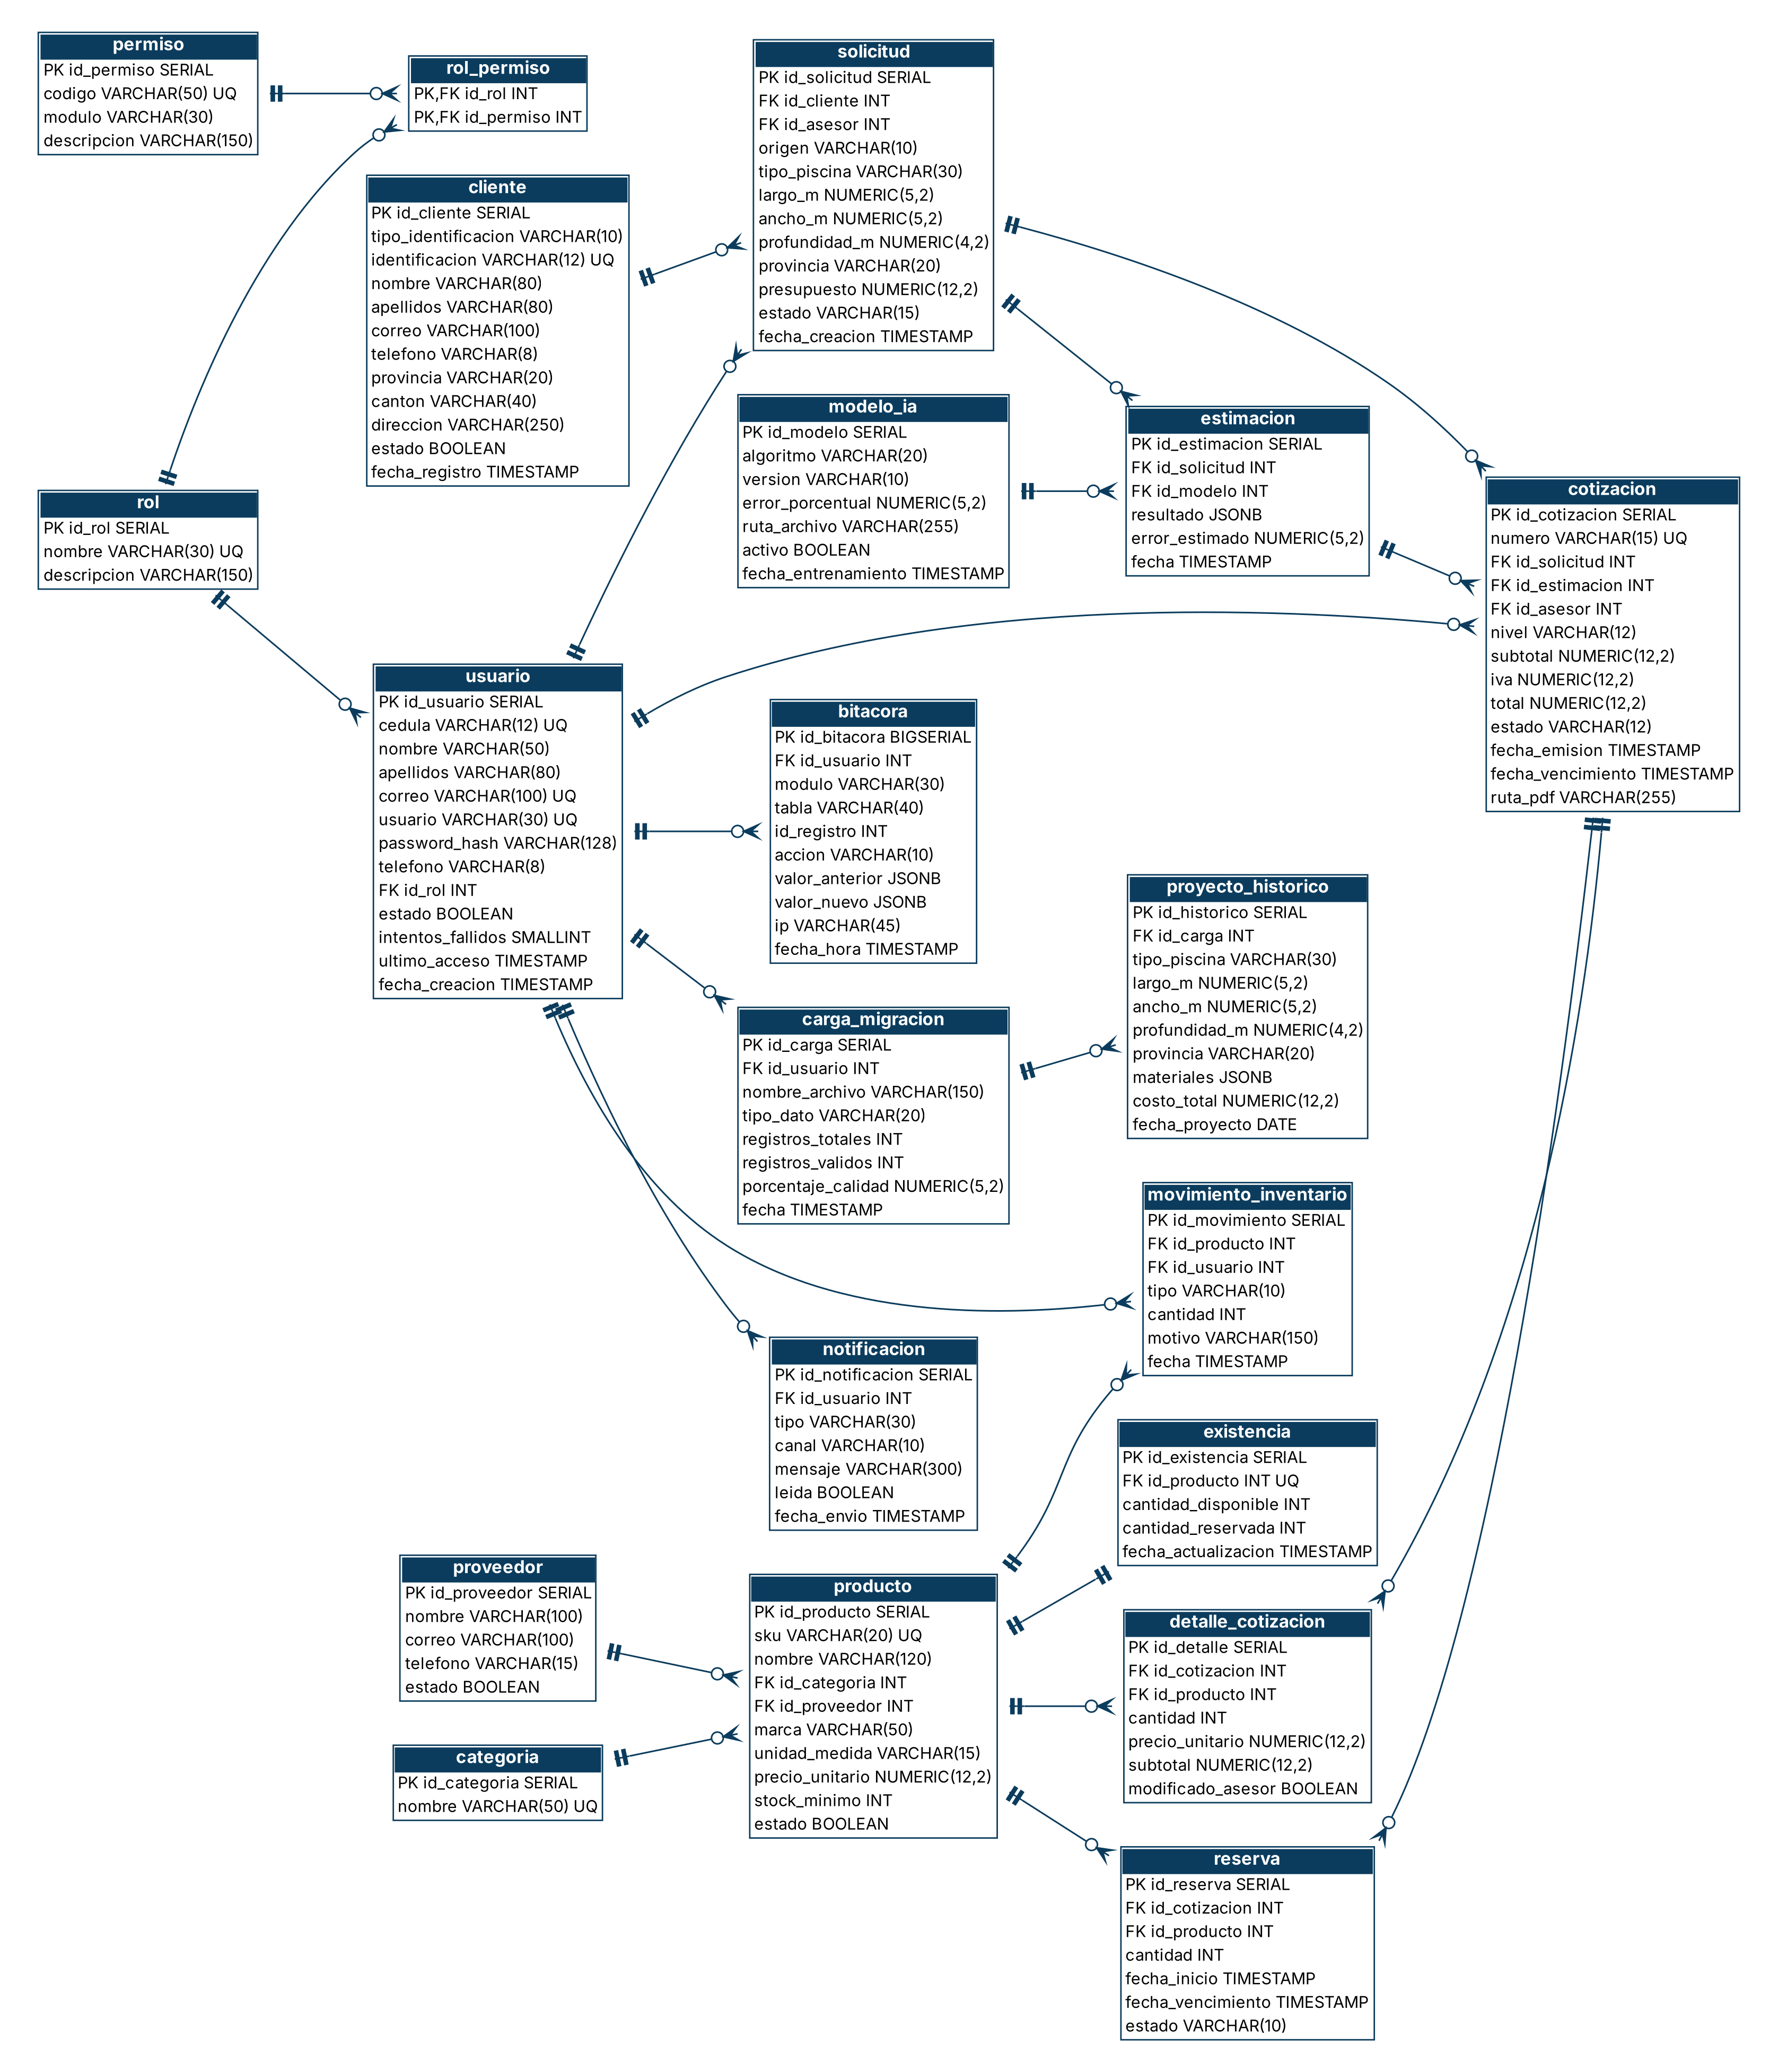 permiso
PK id_permiso SERIAL
codigo VARCHAR(50) UQ
modulo VARCHAR(30)
descripcion VARCHAR(150)
rol_permiso
PK,FK id_rol INT
PK,FK id_permiso INT
solicitud
PK id_solicitud SERIAL
FK id_cliente INT
FK id_asesor INT
origen VARCHAR(10)
tipo_piscina VARCHAR(30)
largo_m NUMERIC(5,2)
ancho_m NUMERIC(5,2)
profundidad_m NUMERIC(4,2)
provincia VARCHAR(20)
presupuesto NUMERIC(12,2)
estado VARCHAR(15)
fecha_creacion TIMESTAMP
cliente
PK id_cliente SERIAL
tipo_identificacion VARCHAR(10)
identificacion VARCHAR(12) UQ
nombre VARCHAR(80)
apellidos VARCHAR(80)
correo VARCHAR(100)
telefono VARCHAR(8)
provincia VARCHAR(20)
canton VARCHAR(40)
direccion VARCHAR(250)
estado BOOLEAN
fecha_registro TIMESTAMP
modelo_ia
PK id_modelo SERIAL
algoritmo VARCHAR(20)
version VARCHAR(10)
error_porcentual NUMERIC(5,2)
ruta_archivo VARCHAR(255)
activo BOOLEAN
fecha_entrenamiento TIMESTAMP
estimacion
PK id_estimacion SERIAL
FK id_solicitud INT
FK id_modelo INT
resultado JSONB
error_estimado NUMERIC(5,2)
fecha TIMESTAMP
cotizacion
PK id_cotizacion SERIAL
numero VARCHAR(15) UQ
FK id_solicitud INT
FK id_estimacion INT
FK id_asesor INT
nivel VARCHAR(12)
subtotal NUMERIC(12,2)
iva NUMERIC(12,2)
total NUMERIC(12,2)
estado VARCHAR(12)
fecha_emision TIMESTAMP
fecha_vencimiento TIMESTAMP
ruta_pdf VARCHAR(255)
rol
PK id_rol SERIAL
nombre VARCHAR(30) UQ
descripcion VARCHAR(150)
usuario
PK id_usuario SERIAL
cedula VARCHAR(12) UQ
nombre VARCHAR(50)
apellidos VARCHAR(80)
correo VARCHAR(100) UQ
usuario VARCHAR(30) UQ
password_hash VARCHAR(128)
telefono VARCHAR(8)
FK id_rol INT
estado BOOLEAN
intentos_fallidos SMALLINT
ultimo_acceso TIMESTAMP
fecha_creacion TIMESTAMP
bitacora
PK id_bitacora BIGSERIAL
FK id_usuario INT
modulo VARCHAR(30)
tabla VARCHAR(40)
id_registro INT
accion VARCHAR(10)
valor_anterior JSONB
valor_nuevo JSONB
ip VARCHAR(45)
fecha_hora TIMESTAMP
proyecto_historico
PK id_historico SERIAL
FK id_carga INT
tipo_piscina VARCHAR(30)
largo_m NUMERIC(5,2)
ancho_m NUMERIC(5,2)
profundidad_m NUMERIC(4,2)
provincia VARCHAR(20)
materiales JSONB
costo_total NUMERIC(12,2)
fecha_proyecto DATE
carga_migracion
PK id_carga SERIAL
FK id_usuario INT
nombre_archivo VARCHAR(150)
tipo_dato VARCHAR(20)
registros_totales INT
registros_validos INT
porcentaje_calidad NUMERIC(5,2)
fecha TIMESTAMP
movimiento_inventario
PK id_movimiento SERIAL
FK id_producto INT
FK id_usuario INT
tipo VARCHAR(10)
cantidad INT
motivo VARCHAR(150)
fecha TIMESTAMP
notificacion
PK id_notificacion SERIAL
FK id_usuario INT
tipo VARCHAR(30)
canal VARCHAR(10)
mensaje VARCHAR(300)
leida BOOLEAN
fecha_envio TIMESTAMP
existencia
PK id_existencia SERIAL
FK id_producto INT UQ
cantidad_disponible INT
cantidad_reservada INT
fecha_actualizacion TIMESTAMP
proveedor
PK id_proveedor SERIAL
nombre VARCHAR(100)
correo VARCHAR(100)
telefono VARCHAR(15)
estado BOOLEAN
producto
PK id_producto SERIAL
sku VARCHAR(20) UQ
nombre VARCHAR(120)
FK id_categoria INT
FK id_proveedor INT
marca VARCHAR(50)
unidad_medida VARCHAR(15)
precio_unitario NUMERIC(12,2)
stock_minimo INT
estado BOOLEAN
detalle_cotizacion
PK id_detalle SERIAL
FK id_cotizacion INT
FK id_producto INT
cantidad INT
precio_unitario NUMERIC(12,2)
subtotal NUMERIC(12,2)
modificado_asesor BOOLEAN
categoria
PK id_categoria SERIAL
nombre VARCHAR(50) UQ
reserva
PK id_reserva SERIAL
FK id_cotizacion INT
FK id_producto INT
cantidad INT
fecha_inicio TIMESTAMP
fecha_vencimiento TIMESTAMP
estado VARCHAR(10)